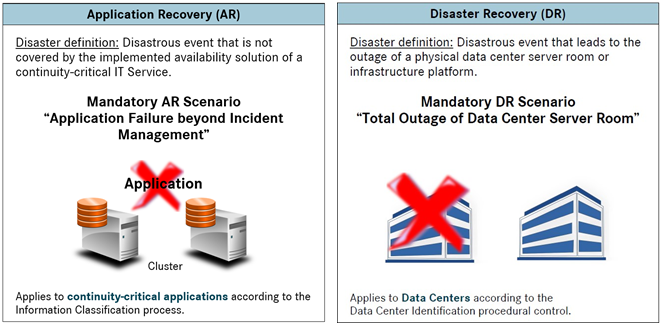 Application Recovery (AR)
Disaster definition: Disastrous event that is not
covered by the implemented availability solution of a
continuity-critical IT Service.
Mandatory AR Scenario
“Application Failure beyond Incident
Management”
Application
Cluster
Applies to continuity-critical applications according to the
Information Classification process.
Disaster Recovery (DR)
Disaster definition: Disastrous event that leads to the
outage of a physical data center server room or
infrastructure platform.
Mandatory DR Scenario
“Total Outage of Data Center Server Room”
Applies to Data Centers according to the
Data Center Identification procedural control.